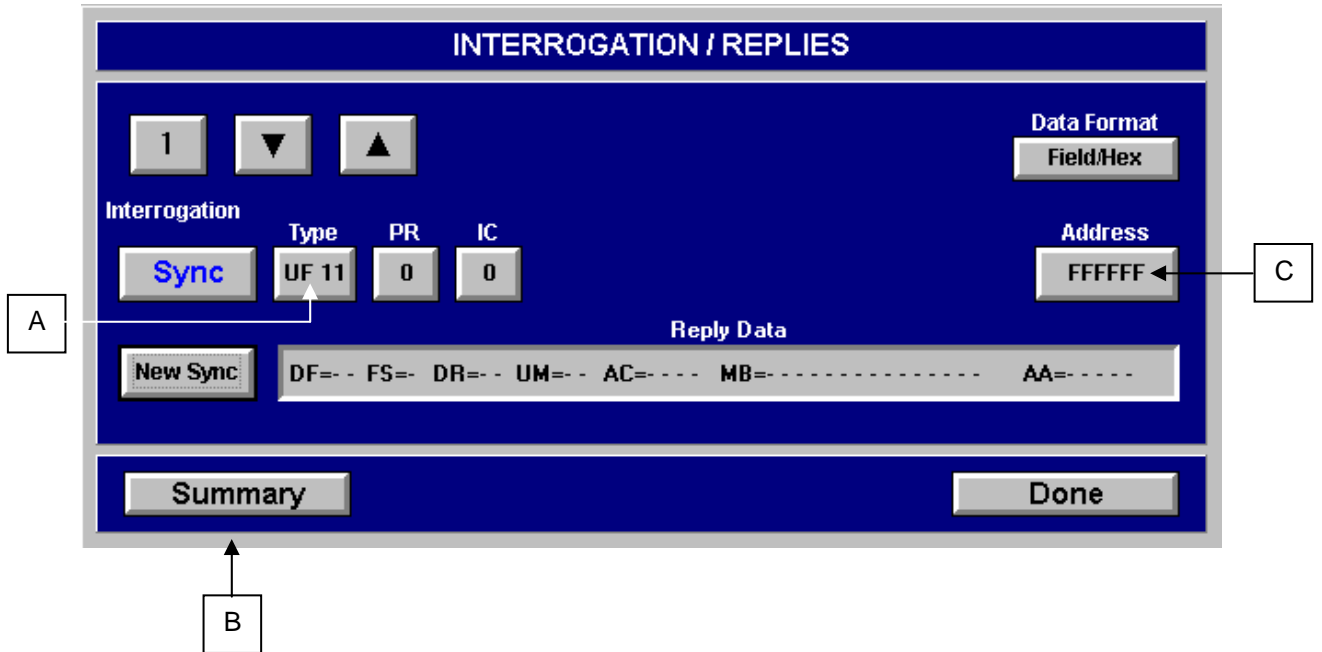 INTERROGATION / REPLIES
1 ▼ ▲
Data Format
Field/Hex
Interrogation
Type PR IC Address
Sync UF 11 0 0 FFFFFF
C
A
Reply Data
New Sync DF=- - FS=- DR=- - UM=- - AC=- - - - MB=- - - - - - - - - - - - - - - AA=- - - - -
Summary Done
B